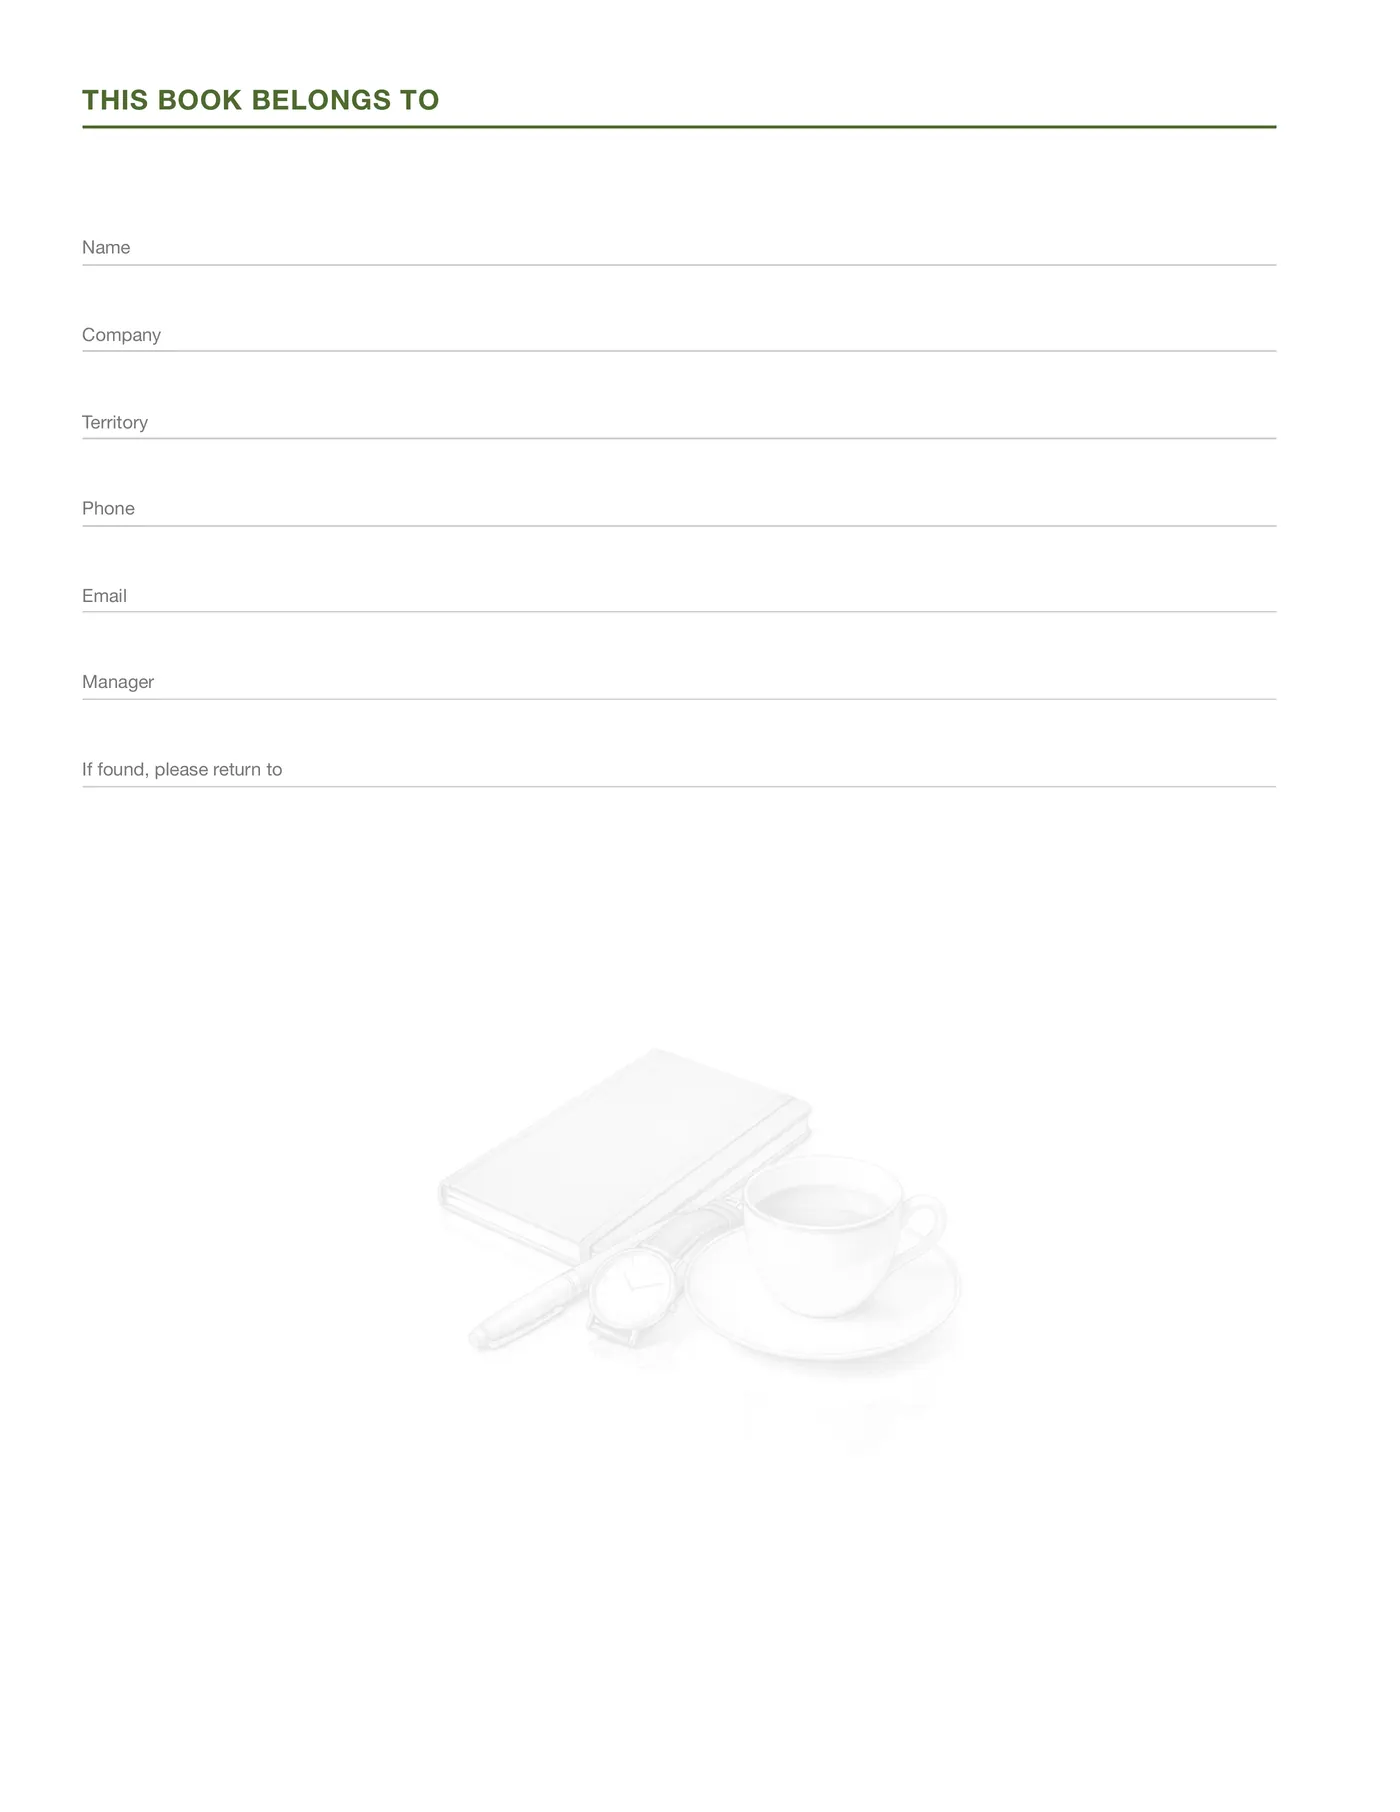 THIS BOOK BELONGS TO
Name
Company
Territory
Phone
Email
Manager
If found, please return to